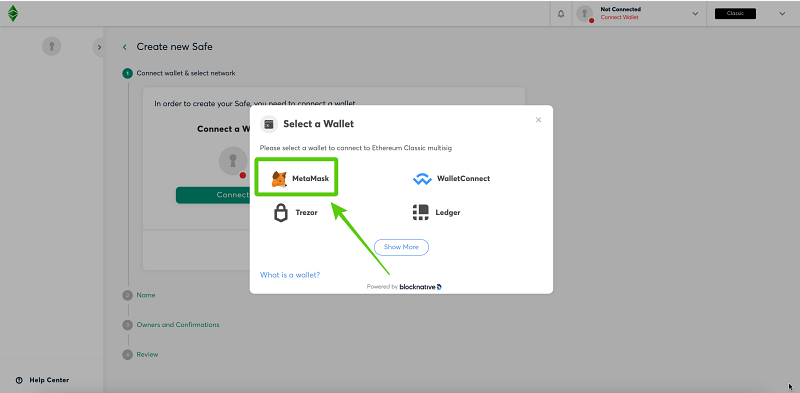 Not Connected
Connect Wallet
Classic
Create new Safe
1 Connect wallet & select network
In order to create your Safe, you need to connect a wallet
Connect a W
Connect
Select a Wallet
Please select a wallet to connect to Ethereum Classic multisig
MetaMask
WalletConnect
Trezor
Ledger
Show More
What is a wallet?
Powered by blocknative
2 Name
3 Owners and Confirmations
4 Review
Help Center